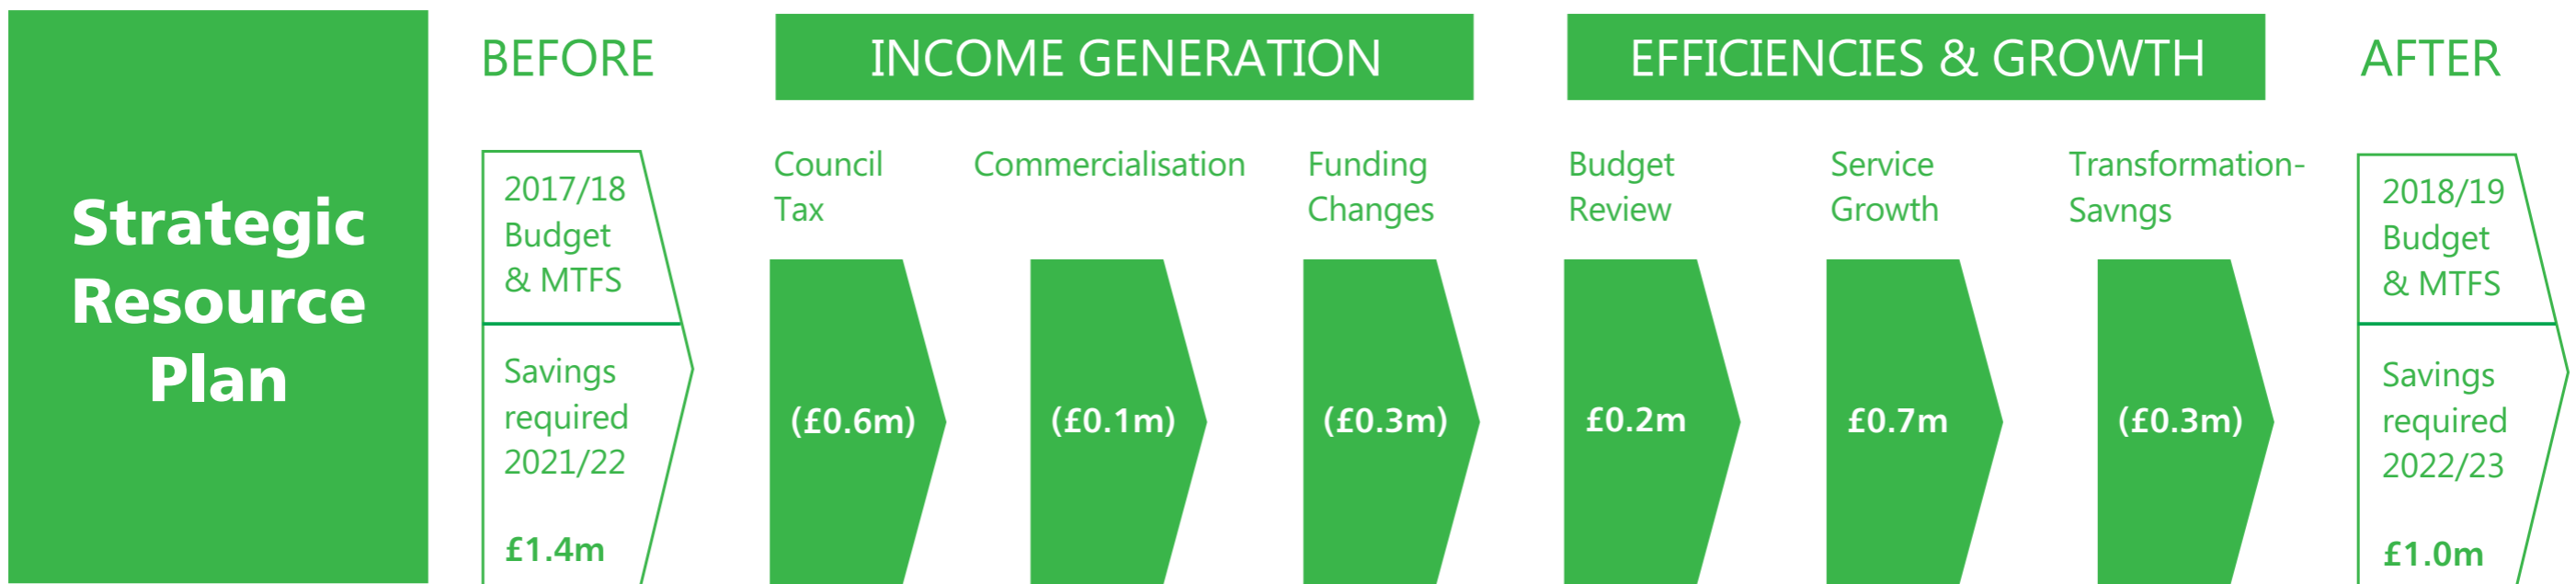 Strategic
Resource
Plan
BEFORE
2017/18
Budget
& MTFS
Savings
required
2021/22
£1.4m
INCOME GENERATION
Council
Tax
(£0.6m)
Commercialisation
(£0.1m)
Funding
Changes
(£0.3m)
EFFICIENCIES & GROWTH
Budget
Review
£0.2m
Service
Growth
£0.7m
Transformation-
Savngs
(£0.3m)
AFTER
2018/19
Budget
& MTFS
Savings
required
2022/23
£1.0m